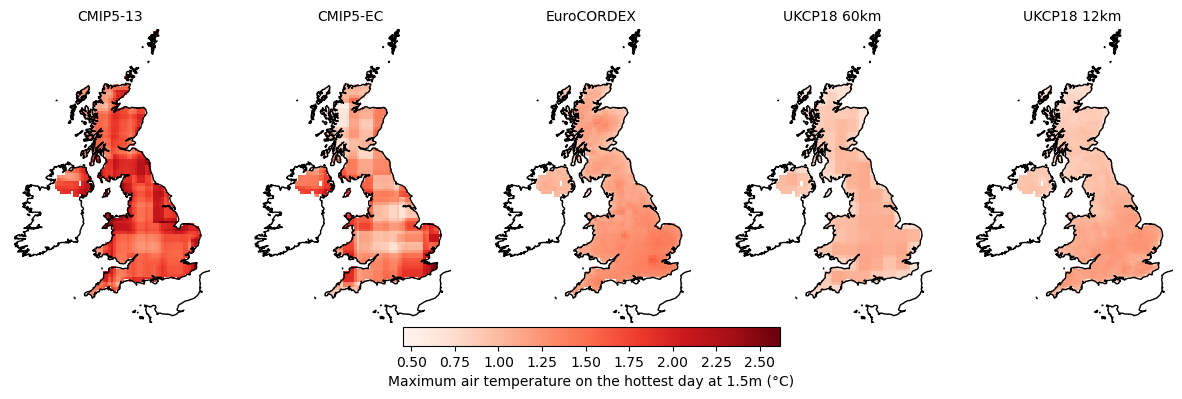 CMIP5-13
CMIP5-EC
EuroCORDEX
UKCP18 60km
UKCP18 12km
0.50 0.75 1.00 1.25 1.50 1.75 2.00 2.25 2.50
Maximum air temperature on the hottest day at 1.5m (°C)